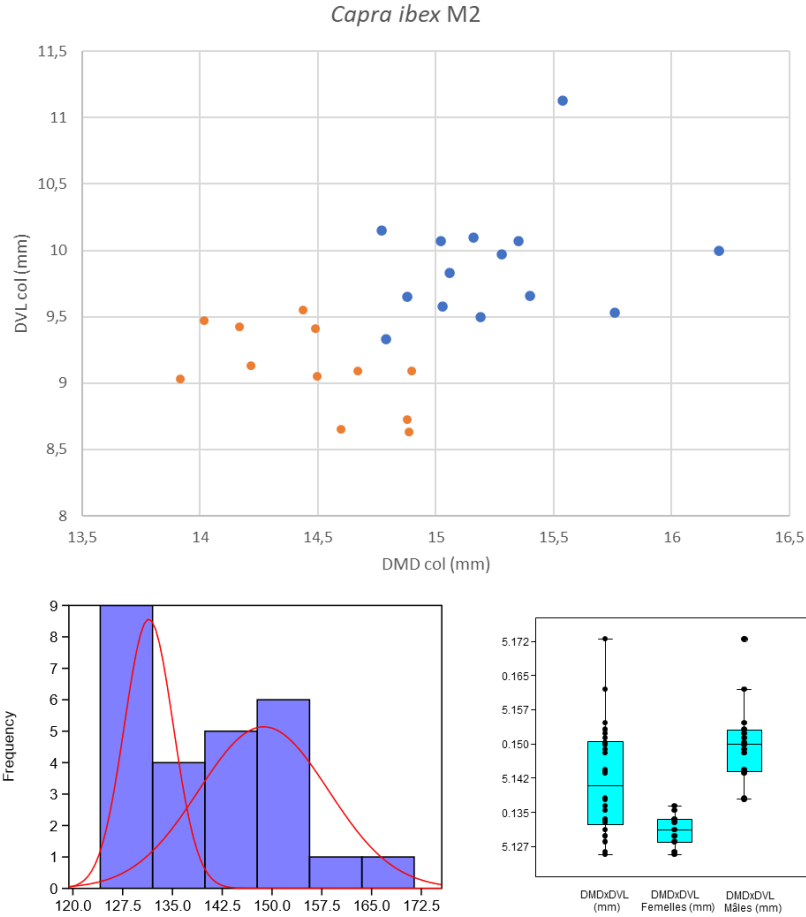 Capra ibex M2
11,5
11
10,5
10
9,5
9
8,5
8
DVL col (mm)
13,5 14 14,5 15 15,5 16 16,5
DMD col (mm)
9
8
7
6
5
4
3
2
1
0
Frequency
120.0 127.5 135.0 142.5 150.0 157.5 165.0 172.5
5.172
5.165
5.157
5.150
5.142
5.135
5.127
DMDxDVL (mm)
DMDxDVL Femelles (mm)
DMDxDVL Mâles (mm)